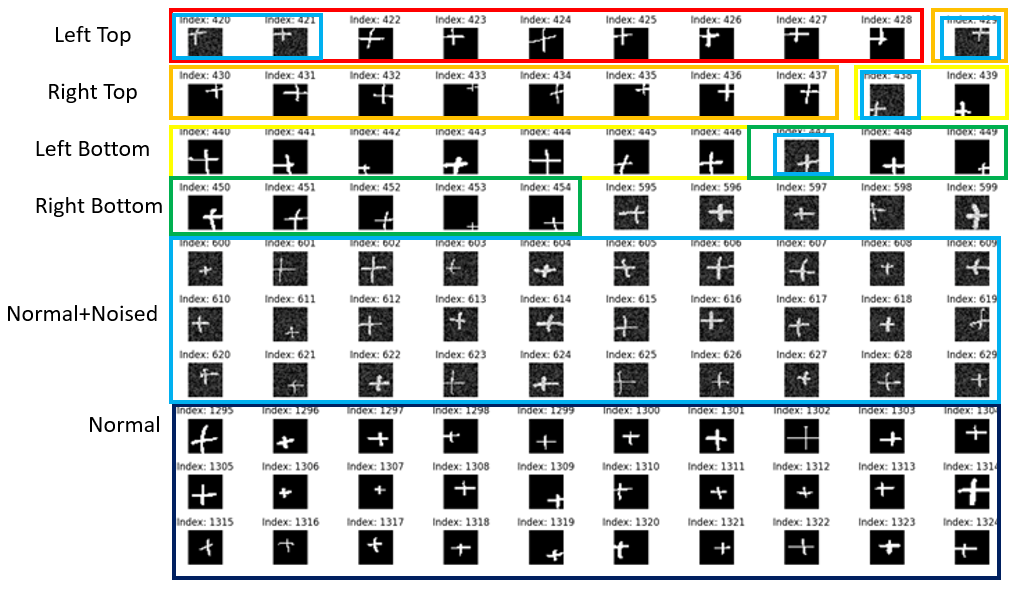 Left Top
Index: 420 Index: 421 Index: 422 Index: 423 Index: 424 Index: 425 Index: 426 Index: 427 Index: 428 Index: 429
Right Top
Index: 430 Index: 431 Index: 432 Index: 433 Index: 434 Index: 435 Index: 436 Index: 437 Index: 438 Index: 439
Left Bottom
Index: 440 Index: 441 Index: 442 Index: 443 Index: 444 Index: 445 Index: 446 Index: 447 Index: 448 Index: 449
Right Bottom
Index: 450 Index: 451 Index: 452 Index: 453 Index: 454 Index: 595 Index: 596 Index: 597 Index: 598 Index: 599
Index: 600 Index: 601 Index: 602 Index: 603 Index: 604 Index: 605 Index: 606 Index: 607 Index: 608 Index: 609
Normal+Noised
Index: 610 Index: 611 Index: 612 Index: 613 Index: 614 Index: 615 Index: 616 Index: 617 Index: 618 Index: 619
Index: 620 Index: 621 Index: 622 Index: 623 Index: 624 Index: 625 Index: 626 Index: 627 Index: 628 Index: 629
Normal
Index: 1295 Index: 1296 Index: 1297 Index: 1298 Index: 1299 Index: 1300 Index: 1301 Index: 1302 Index: 1303 Index: 1304
Index: 1305 Index: 1306 Index: 1307 Index: 1308 Index: 1309 Index: 1310 Index: 1311 Index: 1312 Index: 1313 Index: 1314
Index: 1315 Index: 1316 Index: 1317 Index: 1318 Index: 1319 Index: 1320 Index: 1321 Index: 1322 Index: 1323 Index: 1324